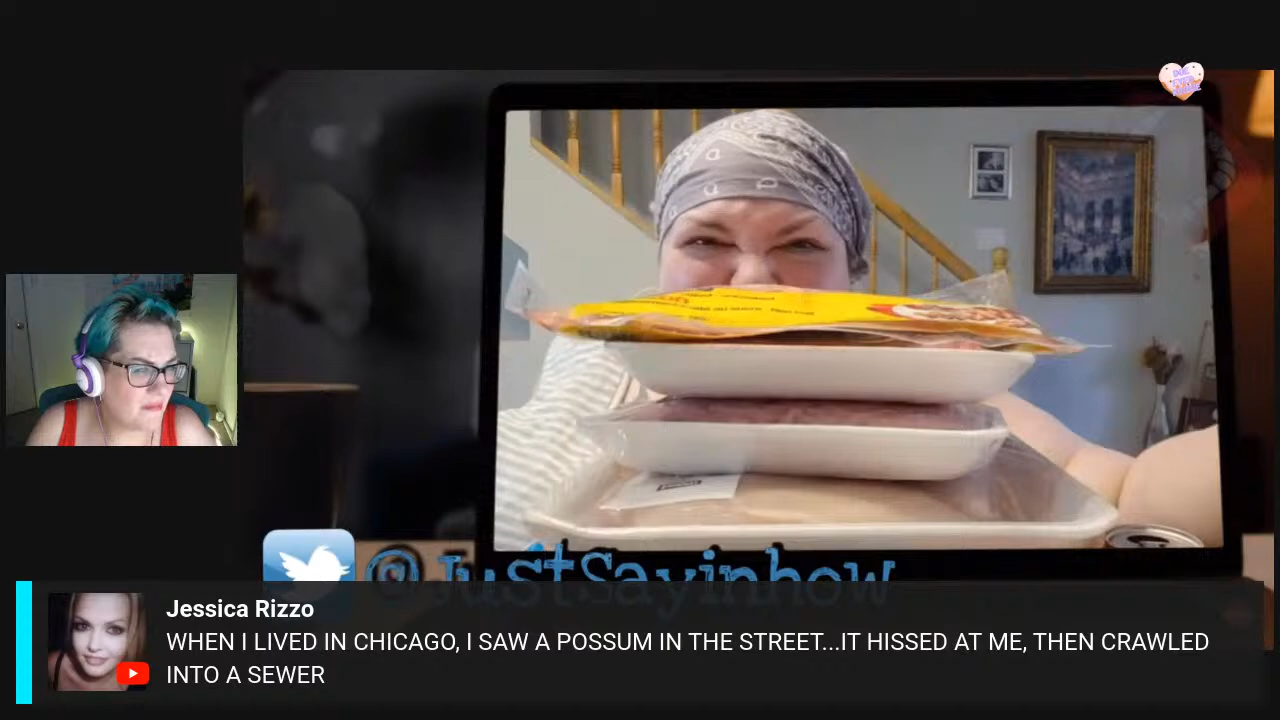 @JustSayinhow
Jessica Rizzo
WHEN I LIVED IN CHICAGO, I SAW A POSSUM IN THE STREET...IT HISSED AT ME, THEN CRAWLED
INTO A SEWER